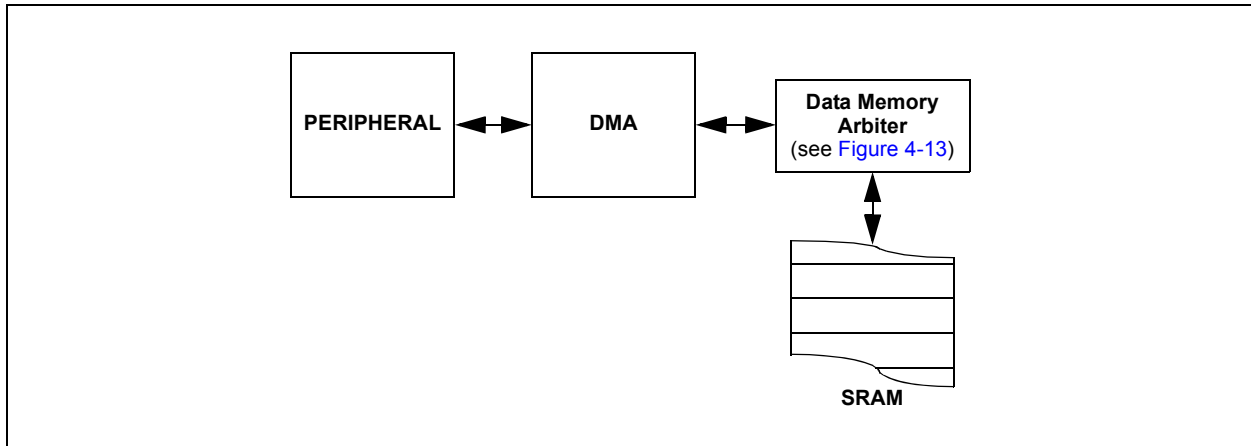 PERIPHERAL
DMA
Data Memory
Arbiter
(see Figure 4-13)
SRAM